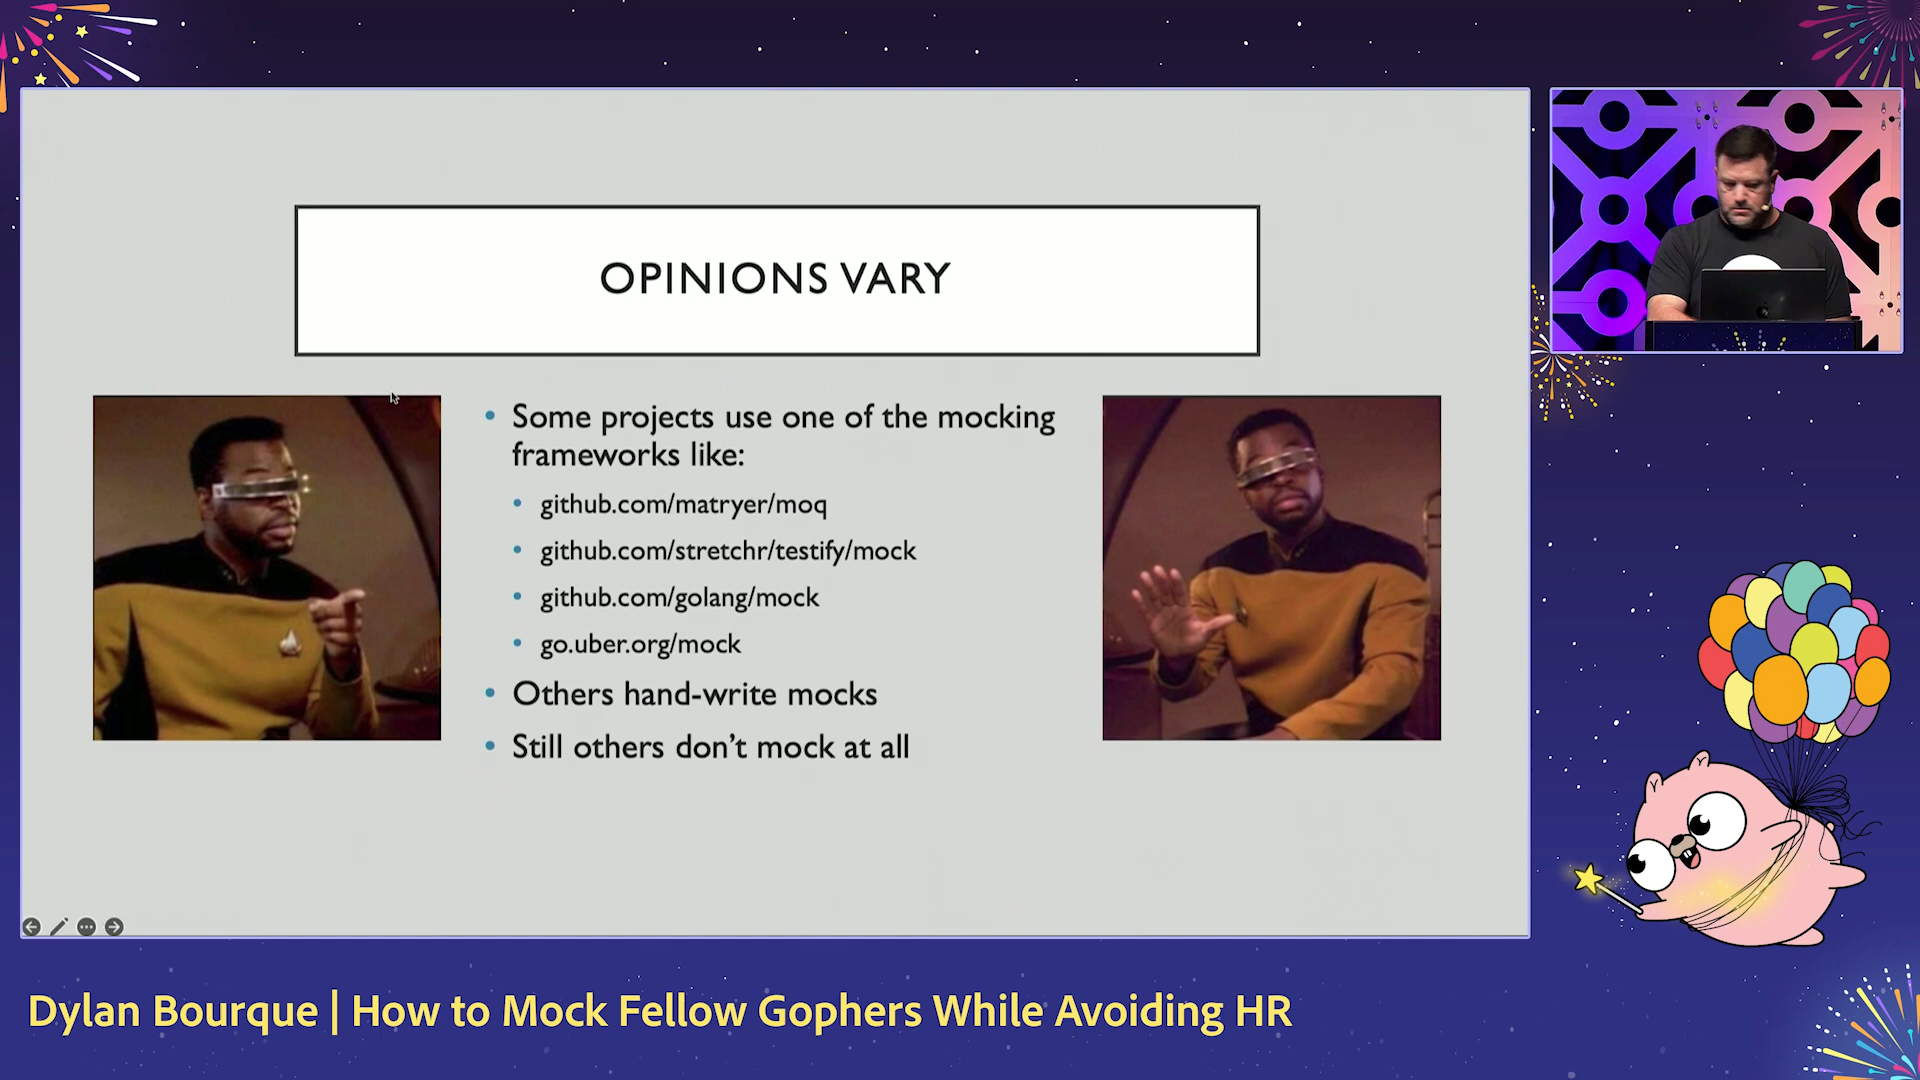 OPINIONS VARY
• Some projects use one of the mocking
frameworks like:
• github.com/matryer/moq
• github.com/stretchr/testify/mock
• github.com/golang/mock
• go.uber.org/mock
• Others hand-write mocks
• Still others don’t mock at all
Dylan Bourque | How to Mock Fellow Gophers While Avoiding HR